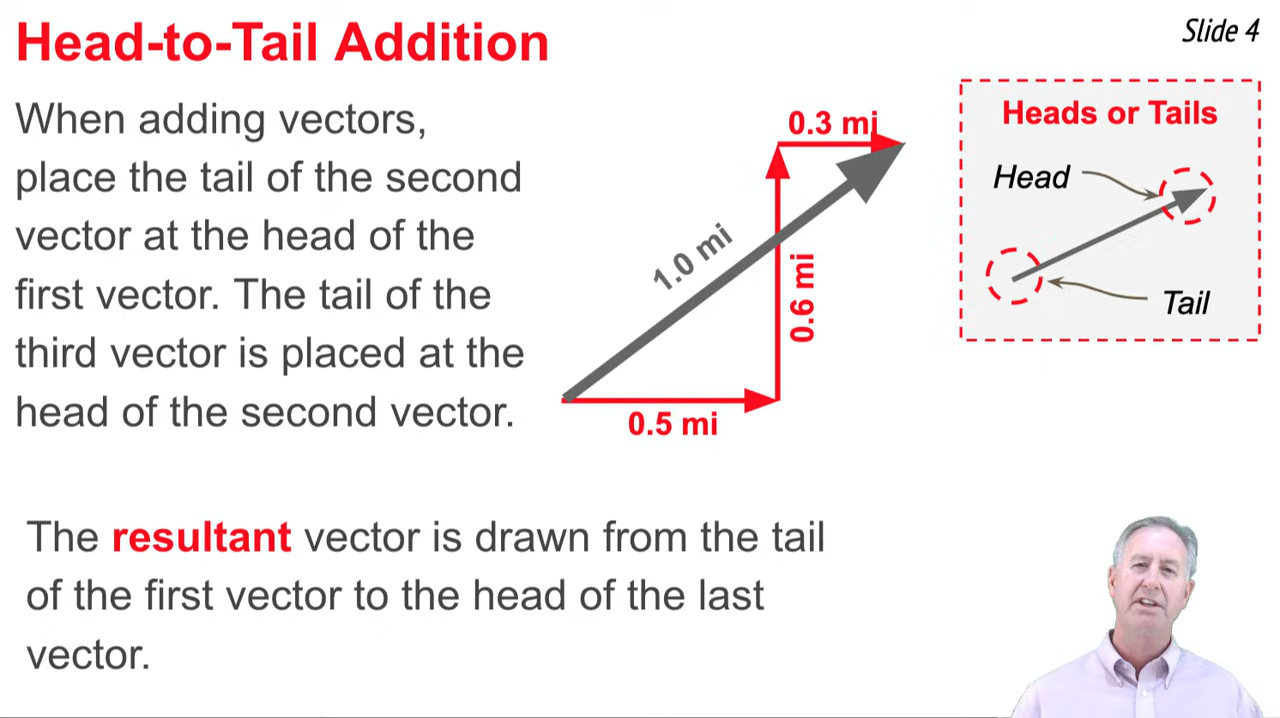 Head-to-Tail Addition
Slide 4
When adding vectors,
place the tail of the second
vector at the head of the
first vector. The tail of the
third vector is placed at the
head of the second vector.
0.3 mi
1.0 mi
0.6 mi
0.5 mi
Heads or Tails
Head
Tail
The resultant vector is drawn from the tail
of the first vector to the head of the last
vector.